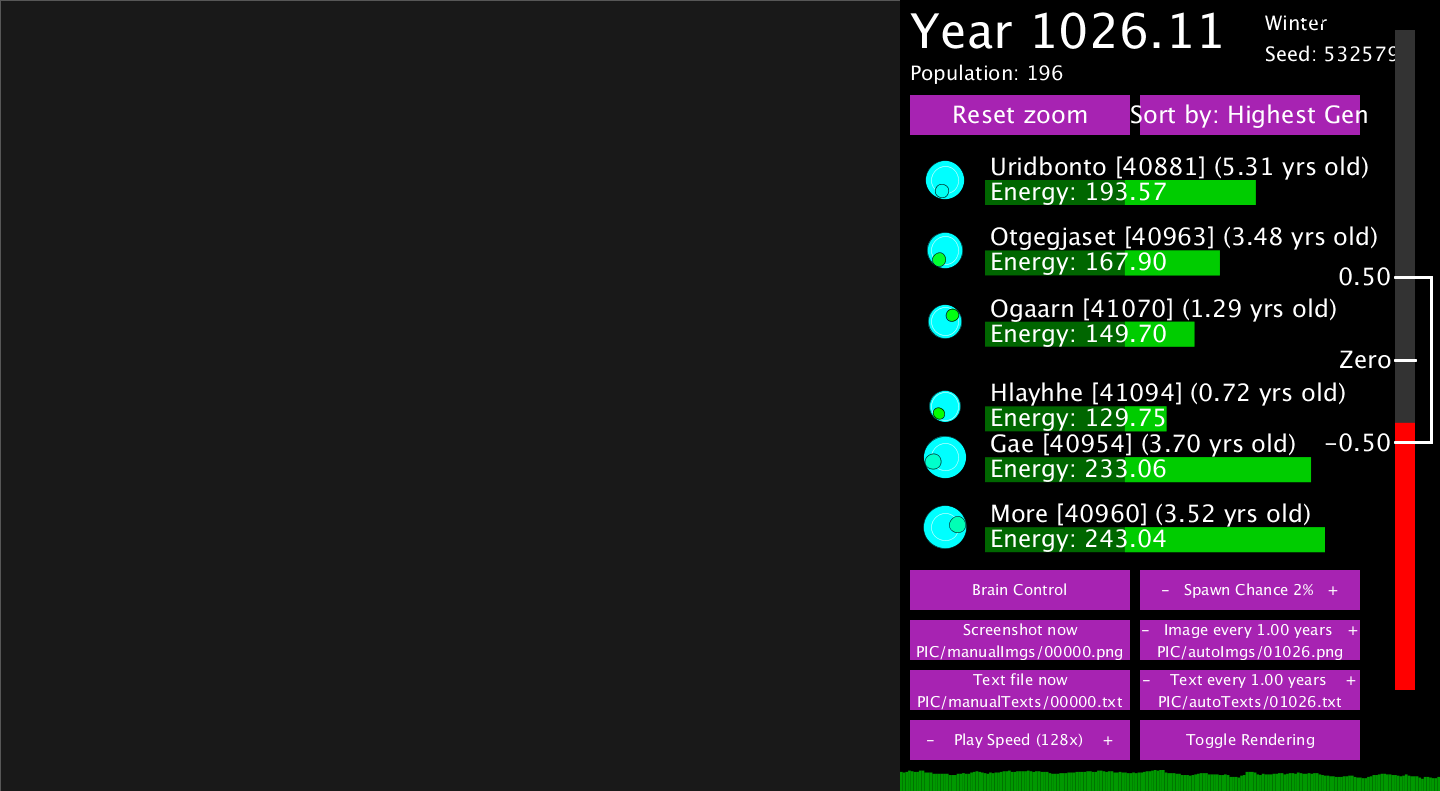 Year 1026.11
Winter
Seed: 532579
Population: 196
Reset zoom
Sort by: Highest Gen
Uridbonto [40881] (5.31 yrs old)
Energy: 193.57
Otgegjaset [40963] (3.48 yrs old)
Energy: 167.90
0.50
Ogaarn [41070] (1.29 yrs old)
Energy: 149.70
Zero
Hlayhhe [41094] (0.72 yrs old)
Energy: 129.75
Gae [40954] (3.70 yrs old)
-0.50
Energy: 233.06
More [40960] (3.52 yrs old)
Energy: 243.04
Brain Control
- Spawn Chance 2% +
Screenshot now
PIC/manualImgs/00000.png
- Image every 1.00 years +
PIC/autoImgs/01026.png
Text file now
PIC/manualTexts/00000.txt
- Text every 1.00 years +
PIC/autoTexts/01026.txt
- Play Speed (128x) +
Toggle Rendering